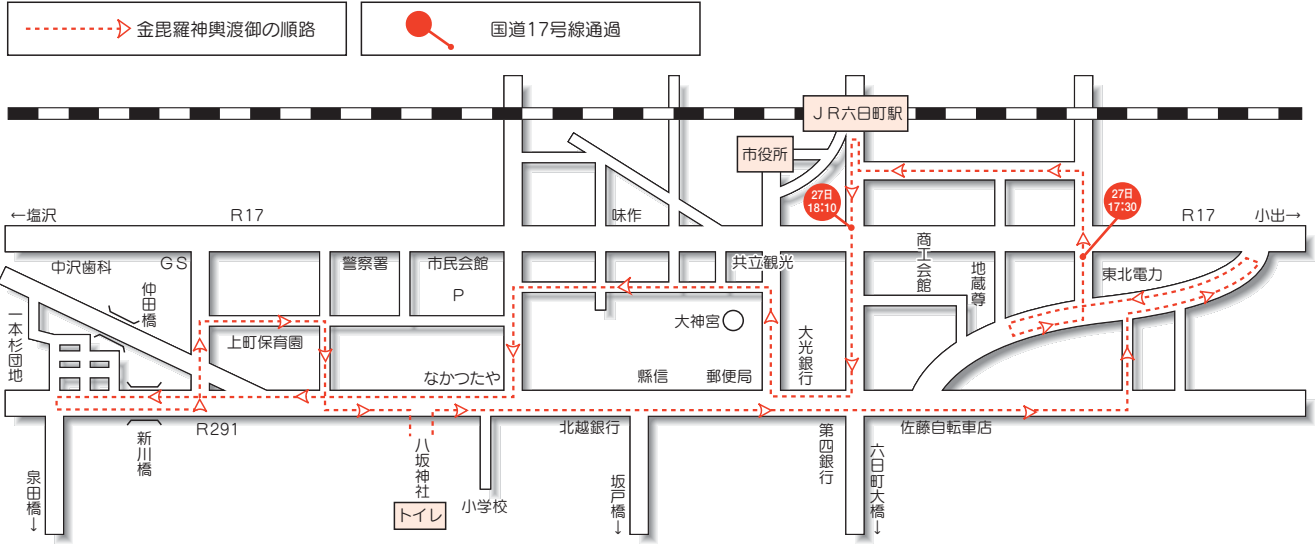 金毘羅神輿渡御の順路
国道17号線通過
JR六日町駅
市役所
27日
18:10
27日
17:30
←塩沢
R17
味作
R17
小出→
中沢歯科
GS
警察署
市民会館
P
共立観光
商工会館
地蔵尊
東北電力
仲田橋
一本杉団地
上町保育園
大神宮
大光銀行
なかつたや
縣信
郵便局
R291
新川橋
八坂神社
北越銀行
第四銀行
佐藤自転車店
泉田橋→
トイレ
小学校
坂戸橋→
六日町大橋→